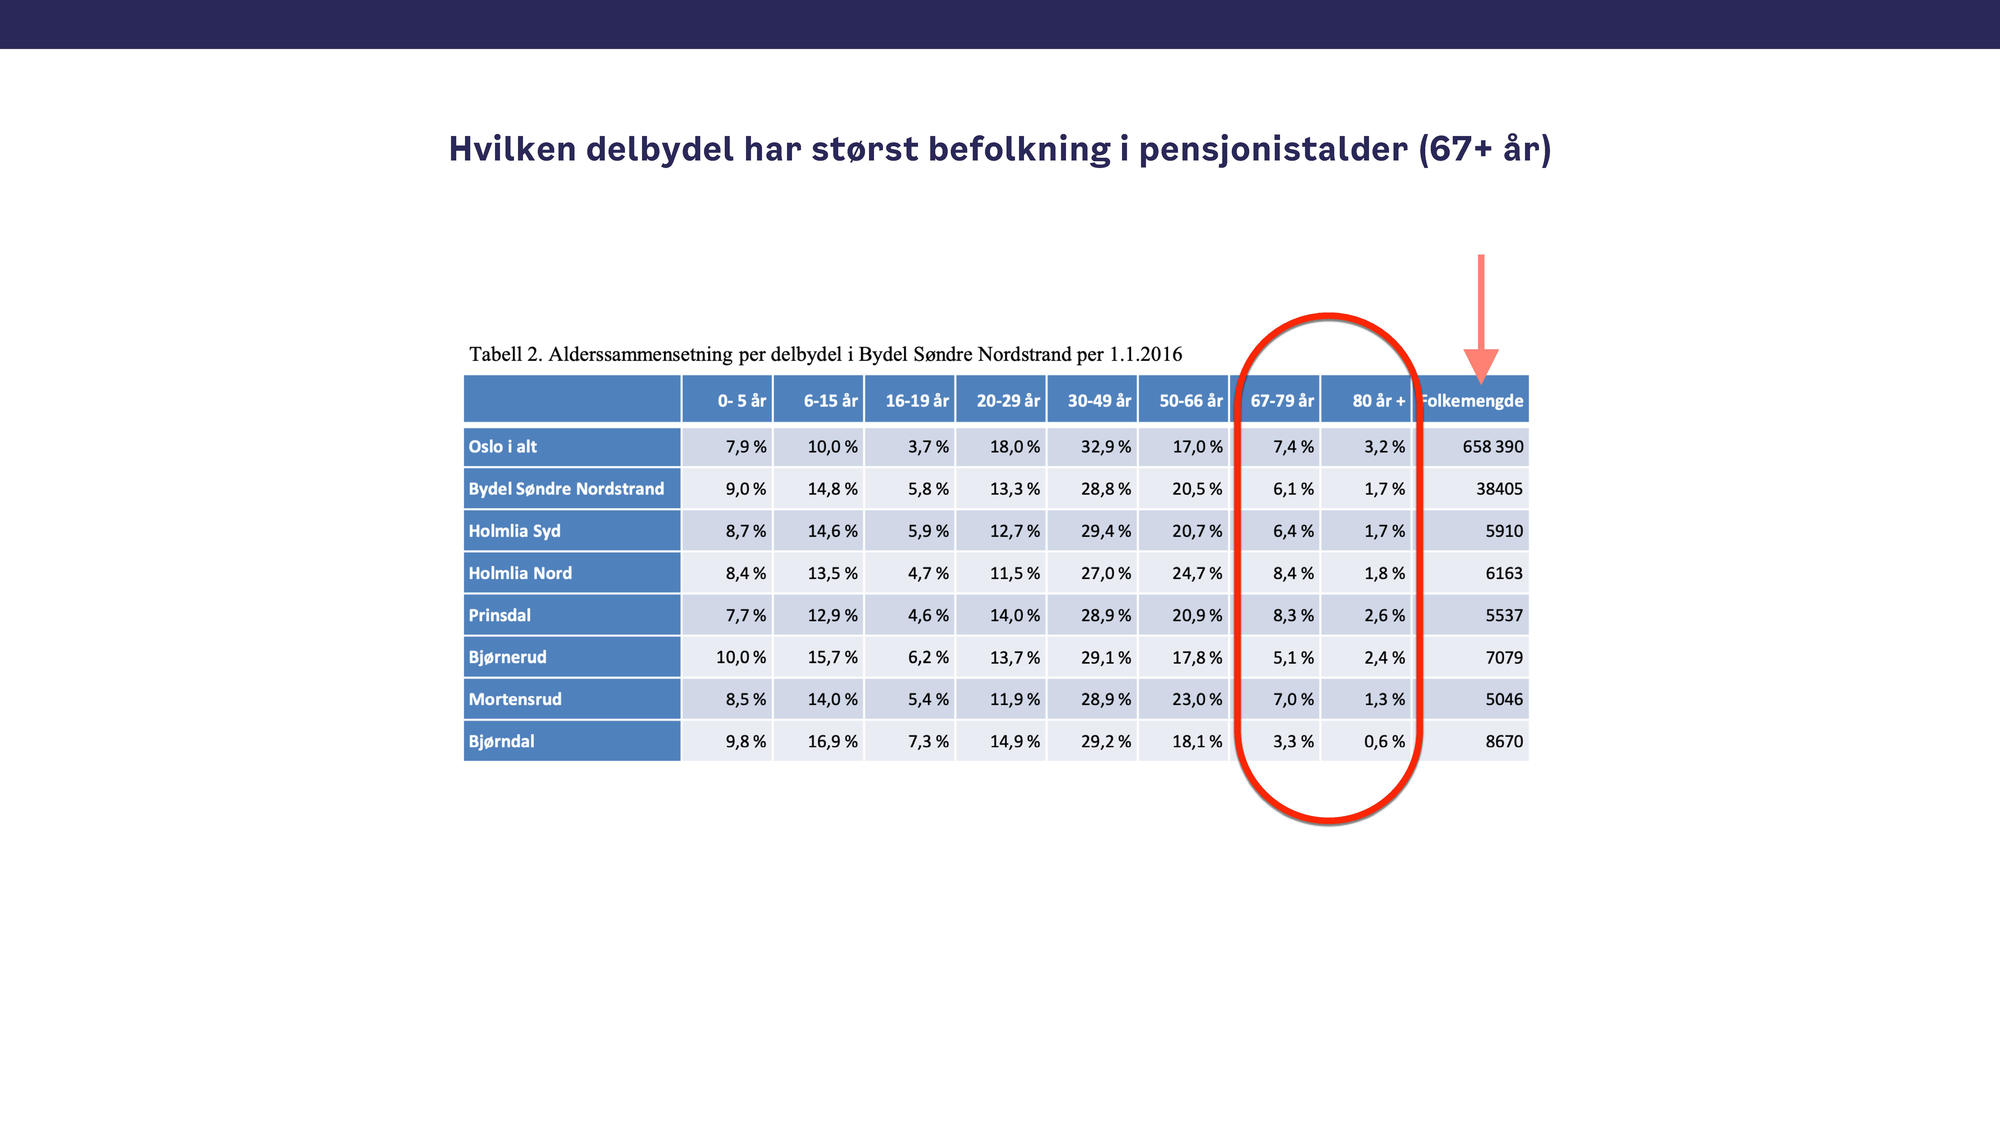 Hvilken delbydel har størst befolkning i pensjonistalder (67+ år)
Tabell 2. Alderssammensetning per delbydel i Bydel Søndre Nordstrand per 1.1.2016
0- 5 år 6-15 år 16-19 år 20-29 år 30-49 år 50-66 år 67-79 år 80 år + Folkemengde
Oslo i alt 7,9 % 10,0 % 3,7 % 18,0 % 32,9 % 17,0 % 7,4 % 3,2 % 658 390
Bydel Søndre Nordstrand 9,0 % 14,8 % 5,8 % 13,3 % 28,8 % 20,5 % 6,1 % 1,7 % 38405
Holmlia Syd 8,7 % 14,6 % 5,9 % 12,7 % 29,4 % 20,7 % 6,4 % 1,7 % 5910
Holmlia Nord 8,4 % 13,5 % 4,7 % 11,5 % 27,0 % 24,7 % 8,4 % 1,8 % 6163
Prinsdal 7,7 % 12,9 % 4,6 % 14,0 % 28,9 % 20,9 % 8,3 % 2,6 % 5537
Bjørnerud 10,0 % 15,7 % 6,2 % 13,7 % 29,1 % 17,8 % 5,1 % 2,4 % 7079
Mortensrud 8,5 % 14,0 % 5,4 % 11,9 % 28,9 % 23,0 % 7,0 % 1,3 % 5046
Bjørndal 9,8 % 16,9 % 7,3 % 14,9 % 29,2 % 18,1 % 3,3 % 0,6 % 8670